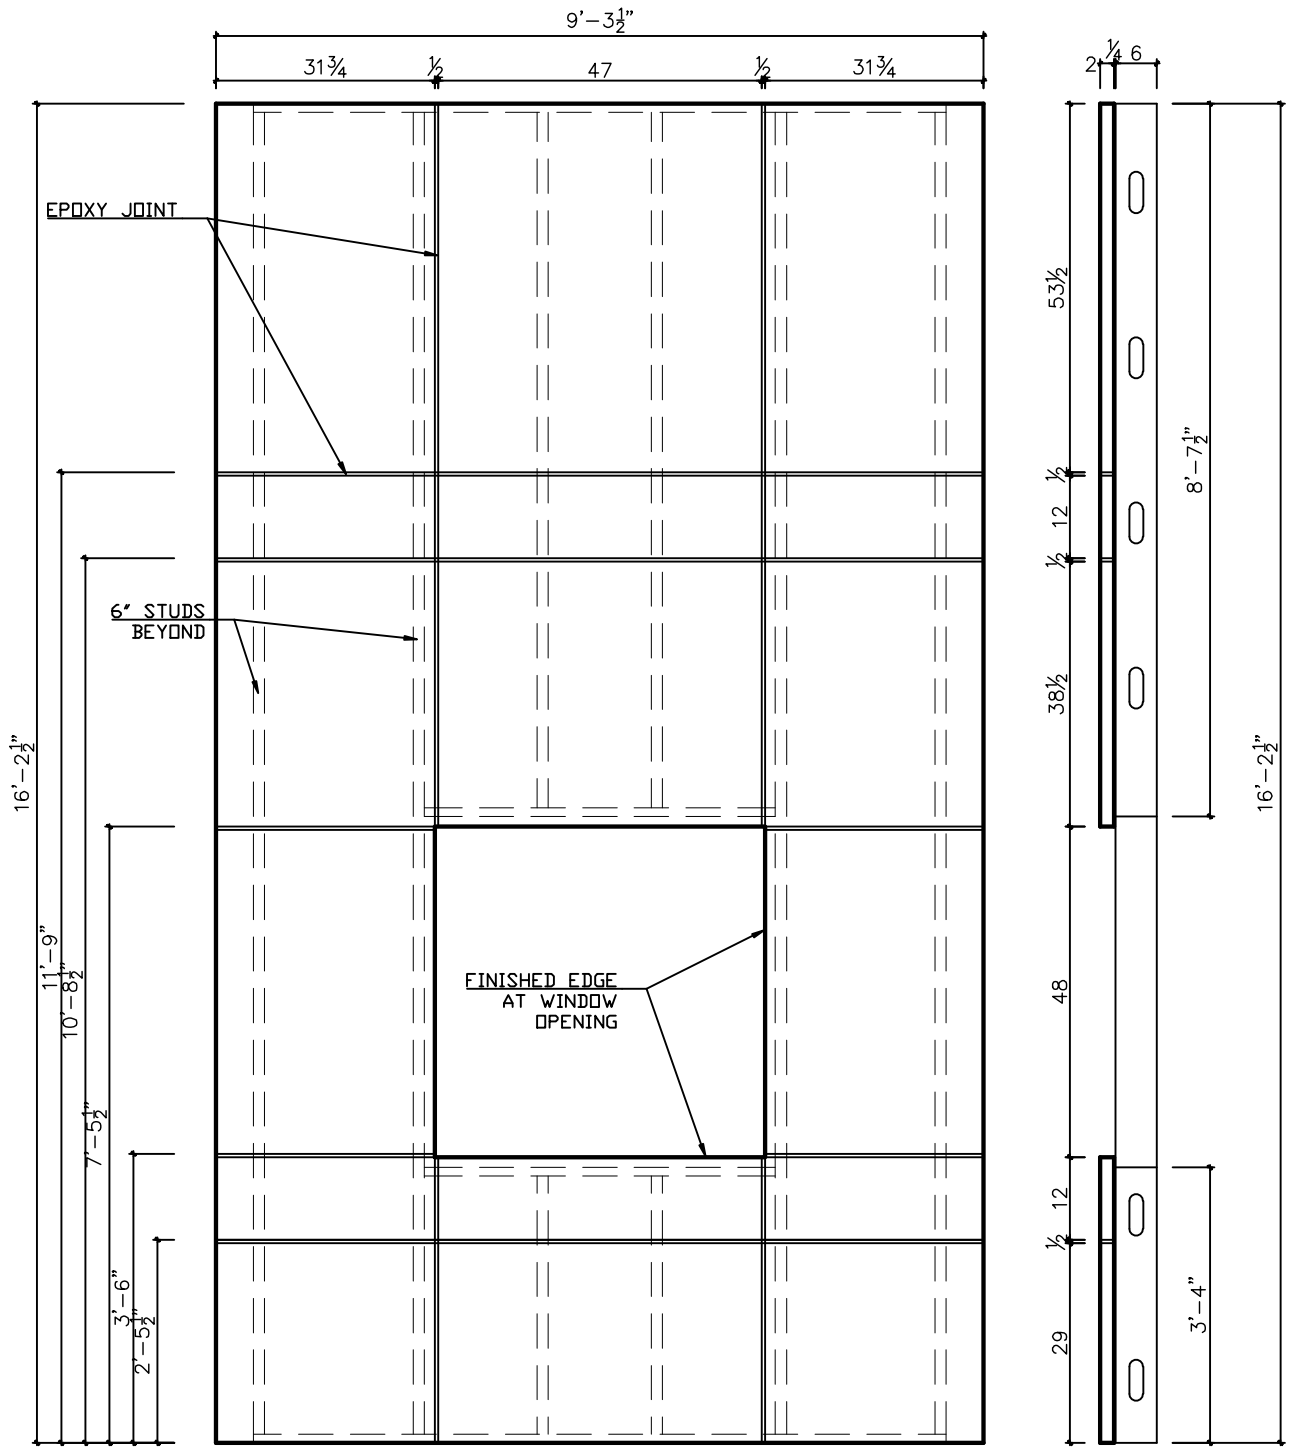 9'-3½"
31¾ ½ 47 ½ 31¾
2 ¼ 6
EPOXY JOINT
53½
8'-7½"
½
12
½
6" STUDS
BEYOND
38½
16'-2½"
16'-2½"
11'-9"
10'-8½"
FINISHED EDGE
AT WINDOW
OPENING
48
7'-5½"
12
½
3'-6"
2'-5½"
3'-4"
29